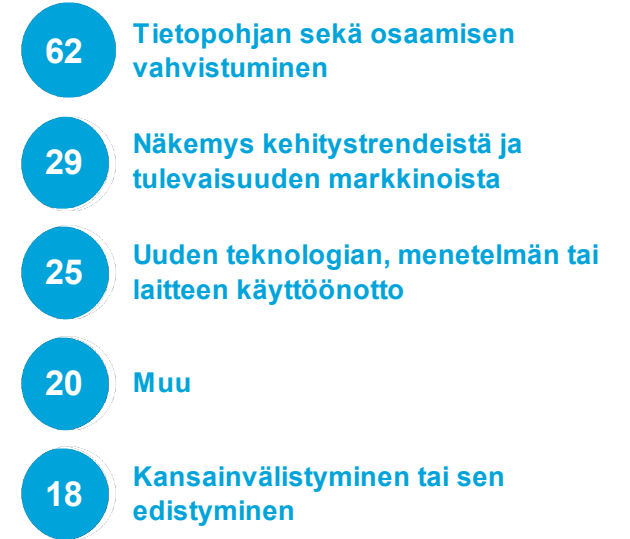 62
Tietopohjan sekä osaamisen
vahvistuminen
29
Näkemys kehitystrendeistä ja
tulevaisuuden markkinoista
25
Uuden teknologian, menetelmän tai
laitteen käyttöönotto
20
Muu
18
Kansainvälistyminen tai sen
edistyminen